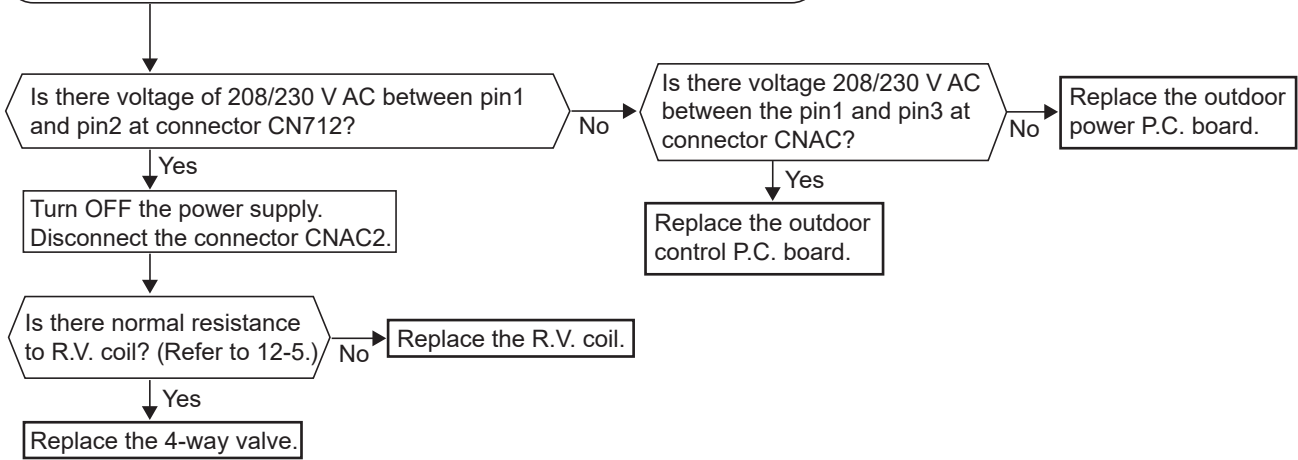 Is there voltage of 208/230 V AC between pin1
and pin2 at connector CN712?
No
Is there voltage 208/230 V AC
between the pin1 and pin3 at
connector CNAC?
No
Replace the outdoor
power P.C. board.
Yes
Replace the outdoor
control P.C. board.
Yes
Turn OFF the power supply.
Disconnect the connector CNAC2.
Is there normal resistance
to R.V. coil? (Refer to 12-5.)
No
Replace the R.V. coil.
Yes
Replace the 4-way valve.